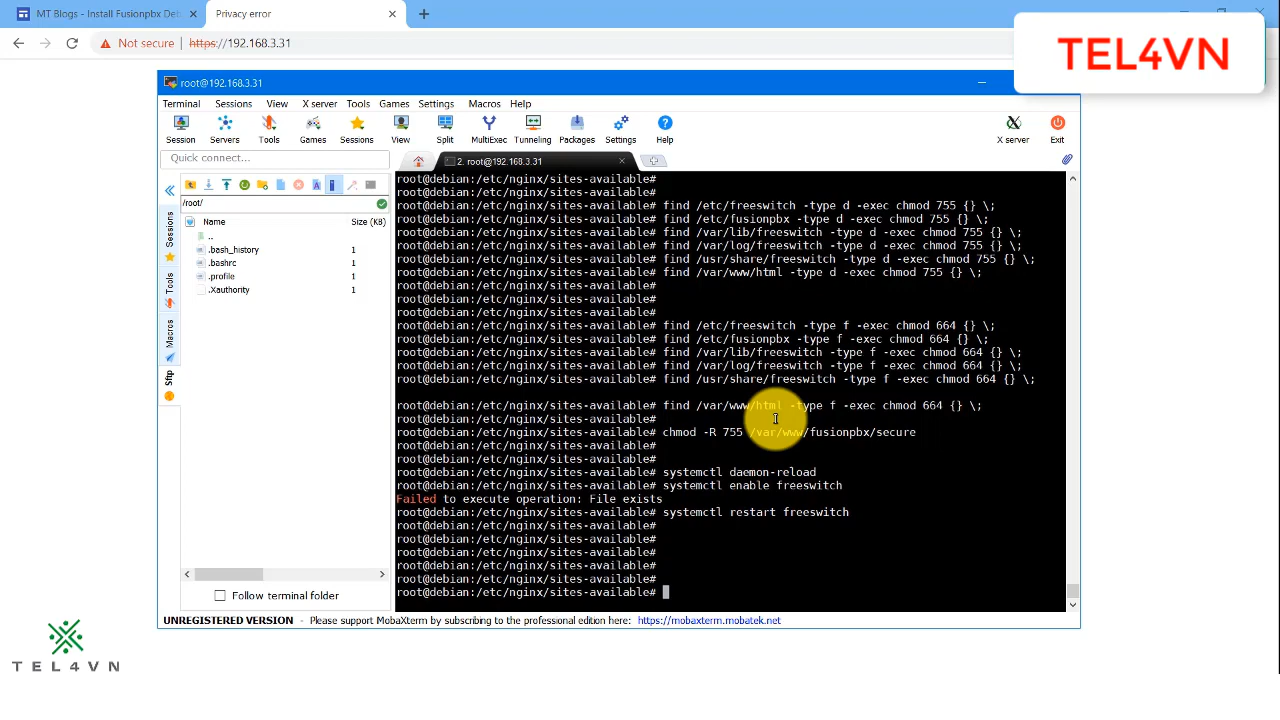 MT Blogs - Install Fusionpbx Deb
Privacy error
Not secure | https://192.168.3.31
TEL4VN
root@192.168.3.31
Terminal Sessions View X server Tools Games Settings Macros Help
Session Servers Tools Games Sessions View Split MultiExec Tunneling Packages Settings Help X server Exit
Quick connect...
2. root@192.168.3.31
/root/
Name Size (KB)
..
.bash_history 1
.bashrc 1
.profile 1
.Xauthority 1
Sessions
Tools
Macros
Sftp
root@debian:/etc/nginx/sites-available#
root@debian:/etc/nginx/sites-available#
root@debian:/etc/nginx/sites-available# find /etc/freeswitch -type d -exec chmod 755 {} \;
root@debian:/etc/nginx/sites-available# find /etc/fusionpbx -type d -exec chmod 755 {} \;
root@debian:/etc/nginx/sites-available# find /var/lib/freeswitch -type d -exec chmod 755 {} \;
root@debian:/etc/nginx/sites-available# find /var/log/freeswitch -type d -exec chmod 755 {} \;
root@debian:/etc/nginx/sites-available# find /usr/share/freeswitch -type d -exec chmod 755 {} \;
root@debian:/etc/nginx/sites-available# find /var/www/html -type d -exec chmod 755 {} \;
root@debian:/etc/nginx/sites-available#
root@debian:/etc/nginx/sites-available#
root@debian:/etc/nginx/sites-available#
root@debian:/etc/nginx/sites-available# find /etc/freeswitch -type f -exec chmod 664 {} \;
root@debian:/etc/nginx/sites-available# find /etc/fusionpbx -type f -exec chmod 664 {} \;
root@debian:/etc/nginx/sites-available# find /var/lib/freeswitch -type f -exec chmod 664 {} \;
root@debian:/etc/nginx/sites-available# find /var/log/freeswitch -type f -exec chmod 664 {} \;
root@debian:/etc/nginx/sites-available# find /usr/share/freeswitch -type f -exec chmod 664 {} \;
root@debian:/etc/nginx/sites-available# find /var/www/html -type f -exec chmod 664 {} \;
root@debian:/etc/nginx/sites-available#
root@debian:/etc/nginx/sites-available# chmod -R 755 /var/www/fusionpbx/secure
root@debian:/etc/nginx/sites-available#
root@debian:/etc/nginx/sites-available#
root@debian:/etc/nginx/sites-available# systemctl daemon-reload
root@debian:/etc/nginx/sites-available# systemctl enable freeswitch
Failed to execute operation: File exists
root@debian:/etc/nginx/sites-available# systemctl restart freeswitch
root@debian:/etc/nginx/sites-available#
root@debian:/etc/nginx/sites-available#
root@debian:/etc/nginx/sites-available#
root@debian:/etc/nginx/sites-available#
root@debian:/etc/nginx/sites-available#
root@debian:/etc/nginx/sites-available#
Follow terminal folder
UNREGISTERED VERSION - Please support MobaXterm by subscribing to the professional edition here: https://mobaxterm.mobatek.net
TEL4VN